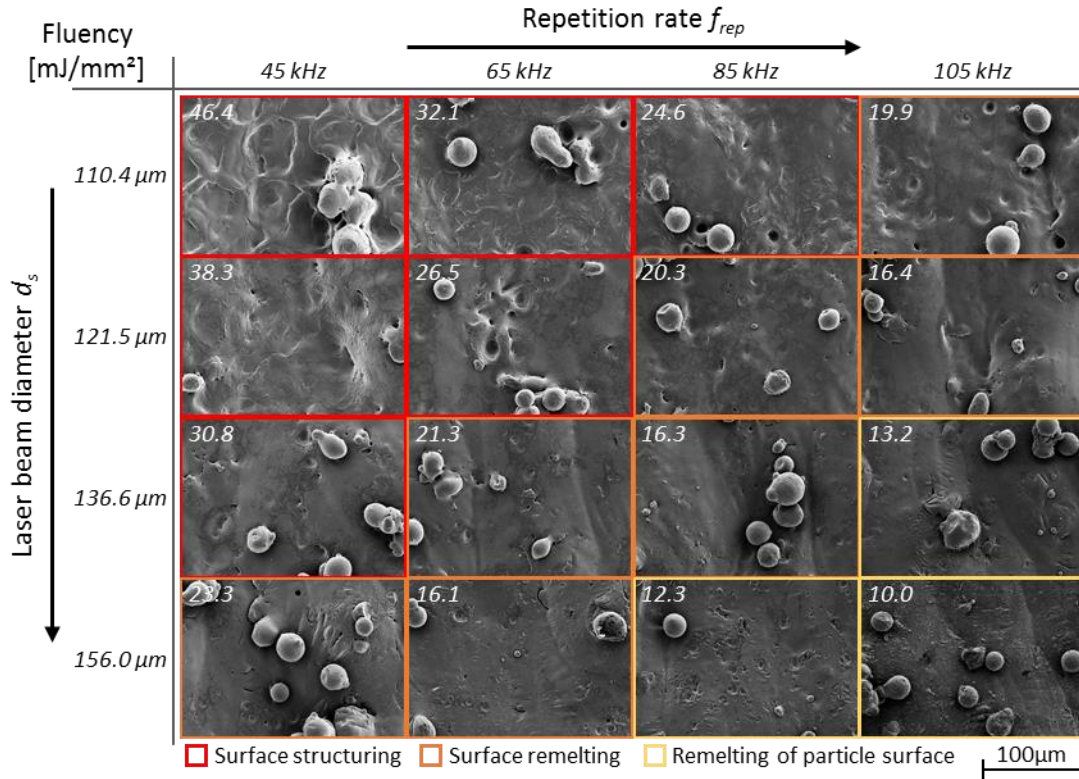 Fluency
[mJ/mm²]
Repetition rate f_rep
45 kHz 65 kHz 85 kHz 105 kHz
Laser beam diameter d_s
110.4 µm
46.4 32.1 24.6 19.9
121.5 µm
38.3 26.5 20.3 16.4
136.6 µm
30.8 21.3 16.3 13.2
156.0 µm
23.3 16.1 12.3 10.0
Surface structuring Surface remelting Remelting of particle surface
100µm